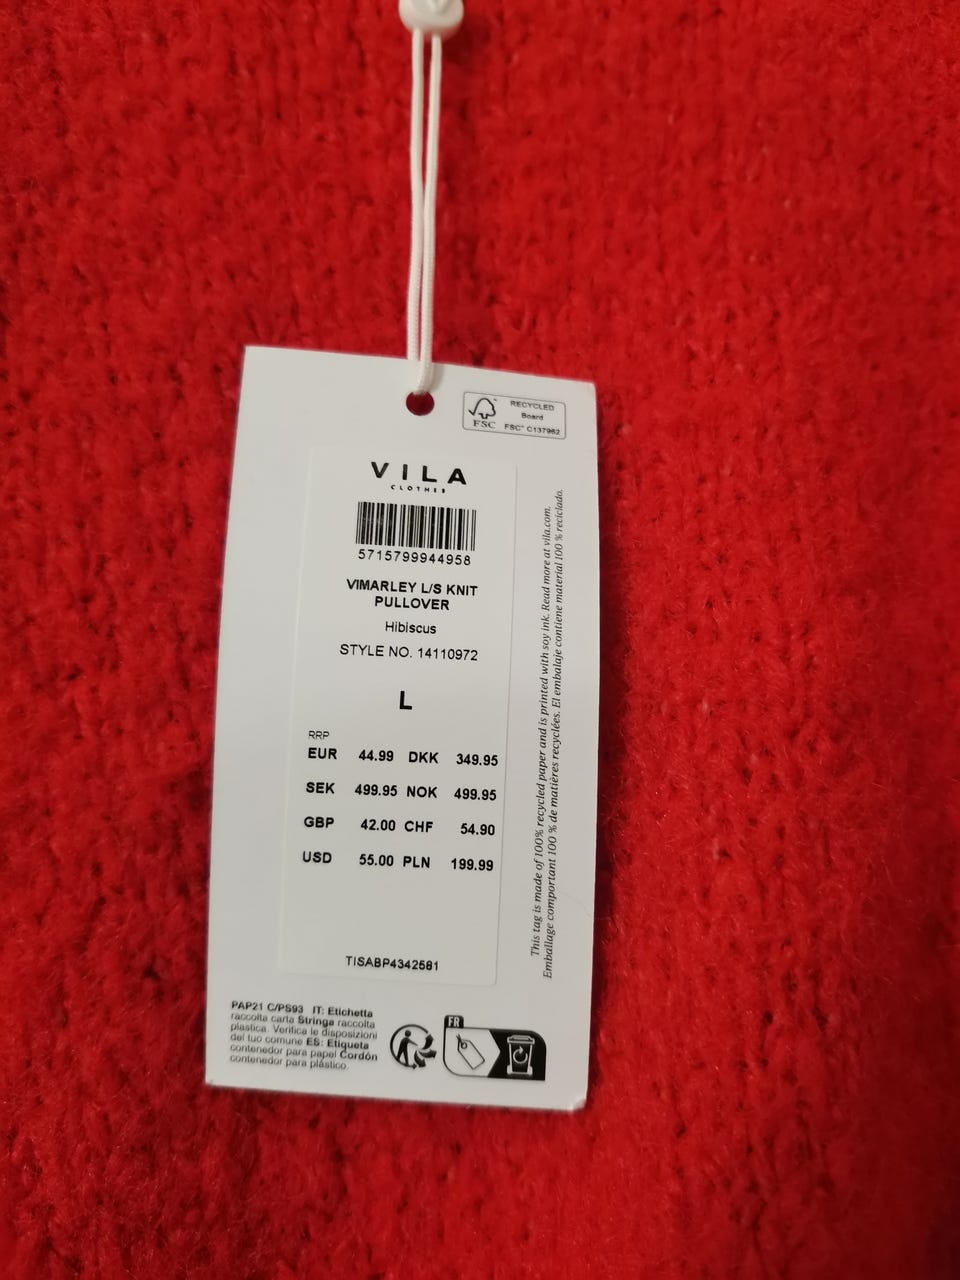 RECYCLED
Board
FSC® C137962
FSC
VILA
CLOTHES
5715799944958
VIMARLEY L/S KNIT
PULLOVER
Hibiscus
STYLE NO. 14110972
L
RRP
EUR 44.99 DKK 349.95
SEK 499.95 NOK 499.95
GBP 42.00 CHF 54.90
USD 55.00 PLN 199.99
TISABP4342581
This tag is made of 100% recycled paper and is printed with soy ink. Read more at vila.com.
Emballage comportant 100 % de matières recyclées. El embalaje contiene material 100 % reciclado.
PAP21 C/PS93 IT: Etichetta
raccolta carta Stringa raccolta
plastica. Verifica le disposizioni
del tuo comune ES: Etiqueta
contenedor para papel Cordón
contenedor para plástico.
FR